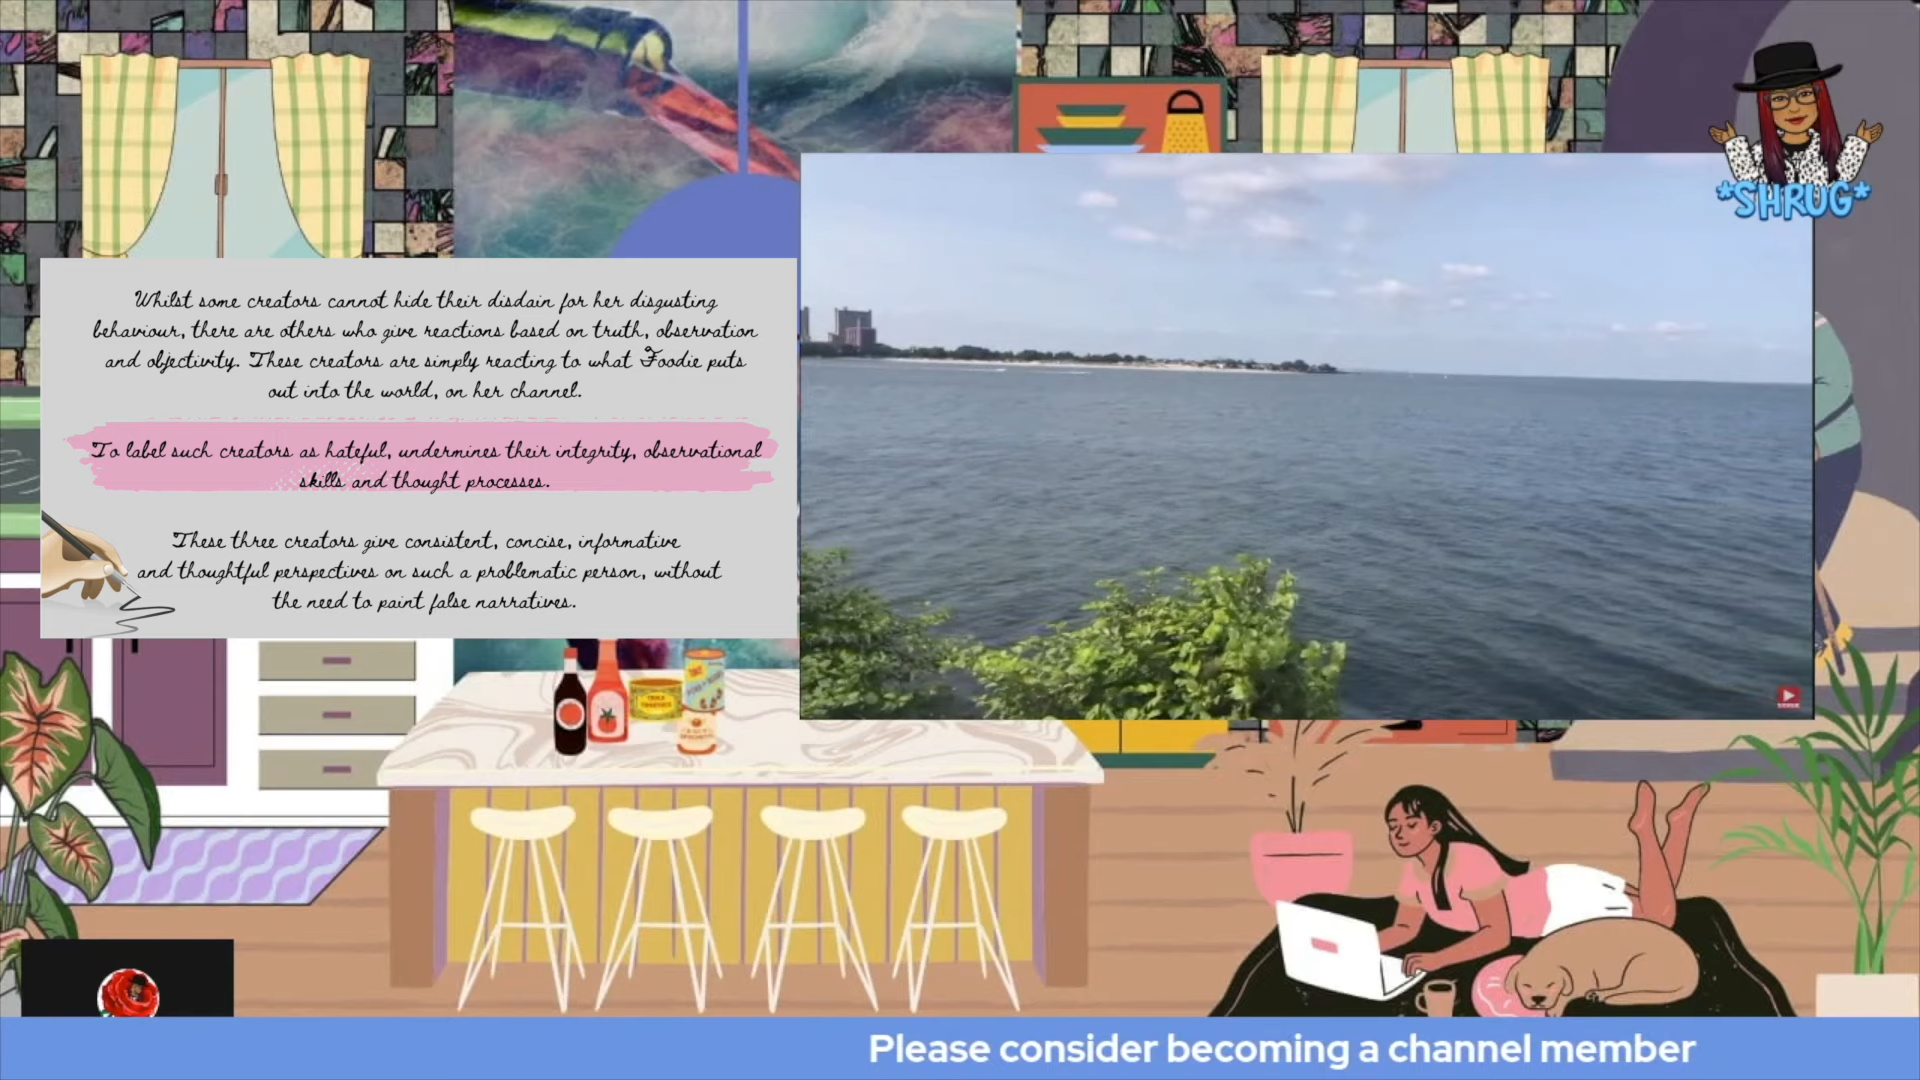 *SHRUG*
Whilst some creators cannot hide their disdain for her disgusting
behaviour, there are others who give reactions based on truth, observation
and objectivity. These creators are simply reacting to what Foodie puts
out into the world, on her channel.
To label such creators as hateful, undermines their integrity, observational
skills and thought processes.
These three creators give consistent, concise, informative
and thoughtful perspectives on such a problematic person, without
the need to paint false narratives.
Please consider becoming a channel member